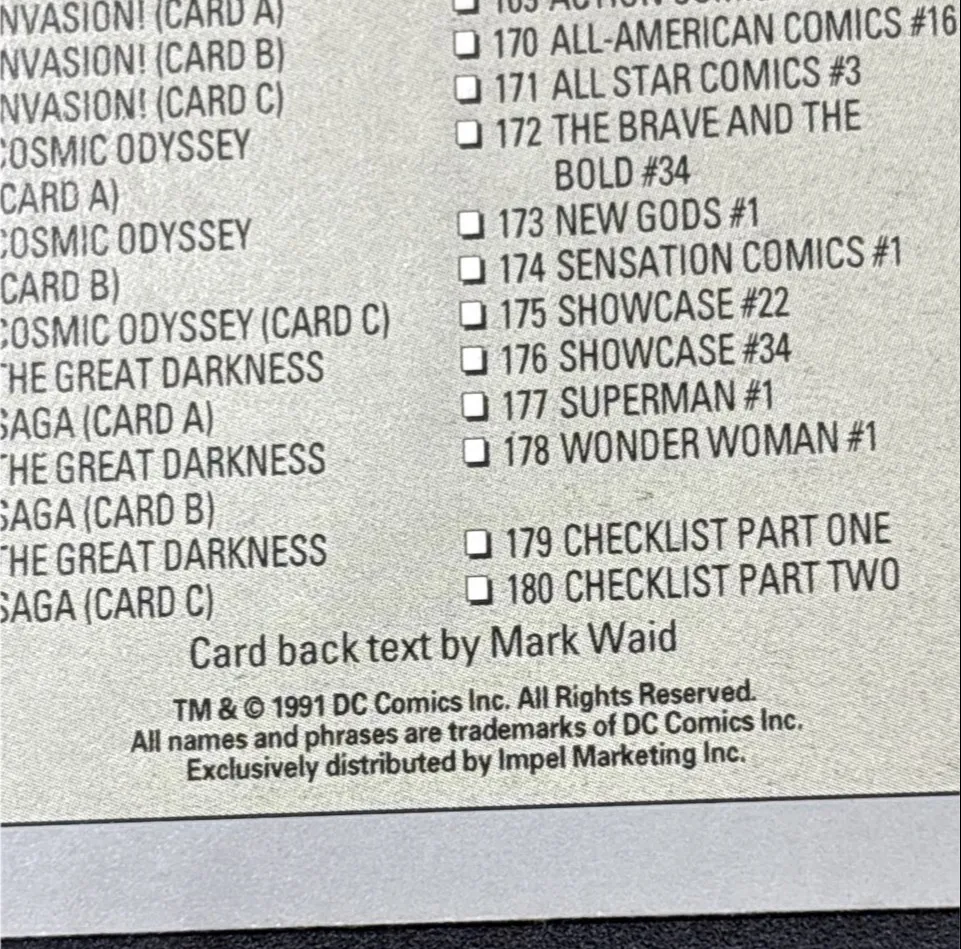 NVASION! (CARD A)
NVASION! (CARD B)
NVASION! (CARD C)
COSMIC ODYSSEY
CARD A)
COSMIC ODYSSEY
CARD B)
COSMIC ODYSSEY (CARD C)
THE GREAT DARKNESS
SAGA (CARD A)
THE GREAT DARKNESS
SAGA (CARD B)
THE GREAT DARKNESS
SAGA (CARD C)
170 ALL-AMERICAN COMICS #16
171 ALL STAR COMICS #3
172 THE BRAVE AND THE
BOLD #34
173 NEW GODS #1
174 SENSATION COMICS #1
175 SHOWCASE #22
176 SHOWCASE #34
177 SUPERMAN #1
178 WONDER WOMAN #1
179 CHECKLIST PART ONE
180 CHECKLIST PART TWO
Card back text by Mark Waid
TM & © 1991 DC Comics Inc. All Rights Reserved.
All names and phrases are trademarks of DC Comics Inc.
Exclusively distributed by Impel Marketing Inc.